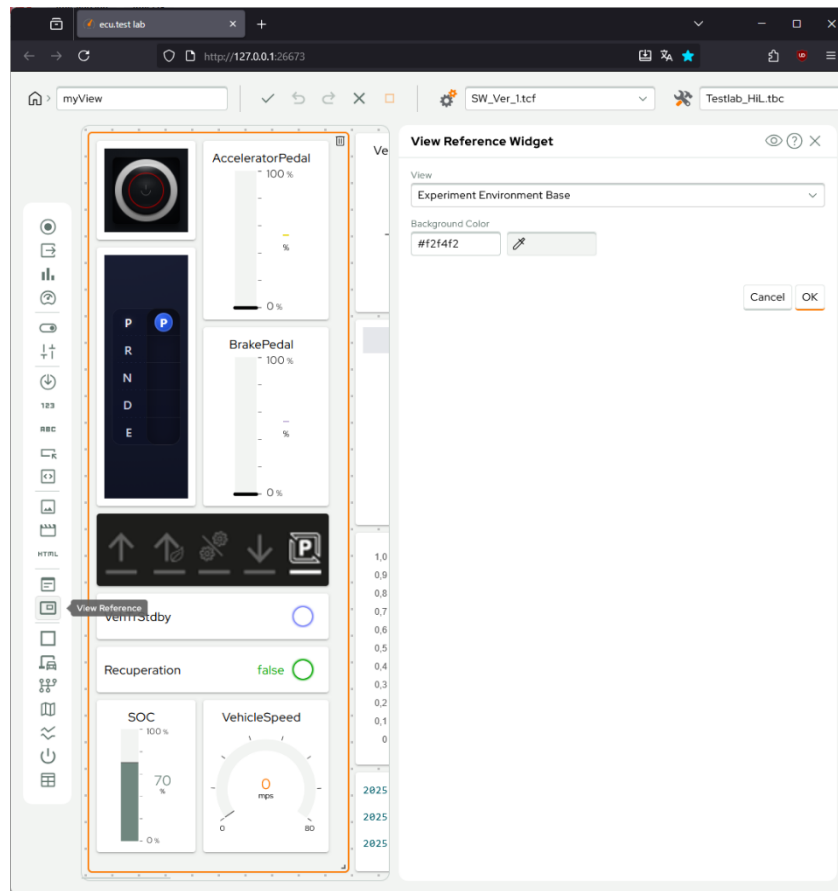 ecu.test lab
http://127.0.0.1:26673
myView
SW_Ver_1.tcf
Testlab_HiL.tbc
AcceleratorPedal
100 %
%
0 %
P
P
R
N
D
E
BrakePedal
100 %
%
0 %
P
Recuperation
false
SOC
100 %
70
%
0 %
VehicleSpeed
0
mps
0
80
Ve
1,0
0,9
0,8
0,7
0,6
0,5
0,4
0,3
0,2
0,1
0
2025
2025
2025
123
ABC
HTML
View Reference
View Reference Widget
View
Experiment Environment Base
Background Color
#f2f4f2
Cancel
OK